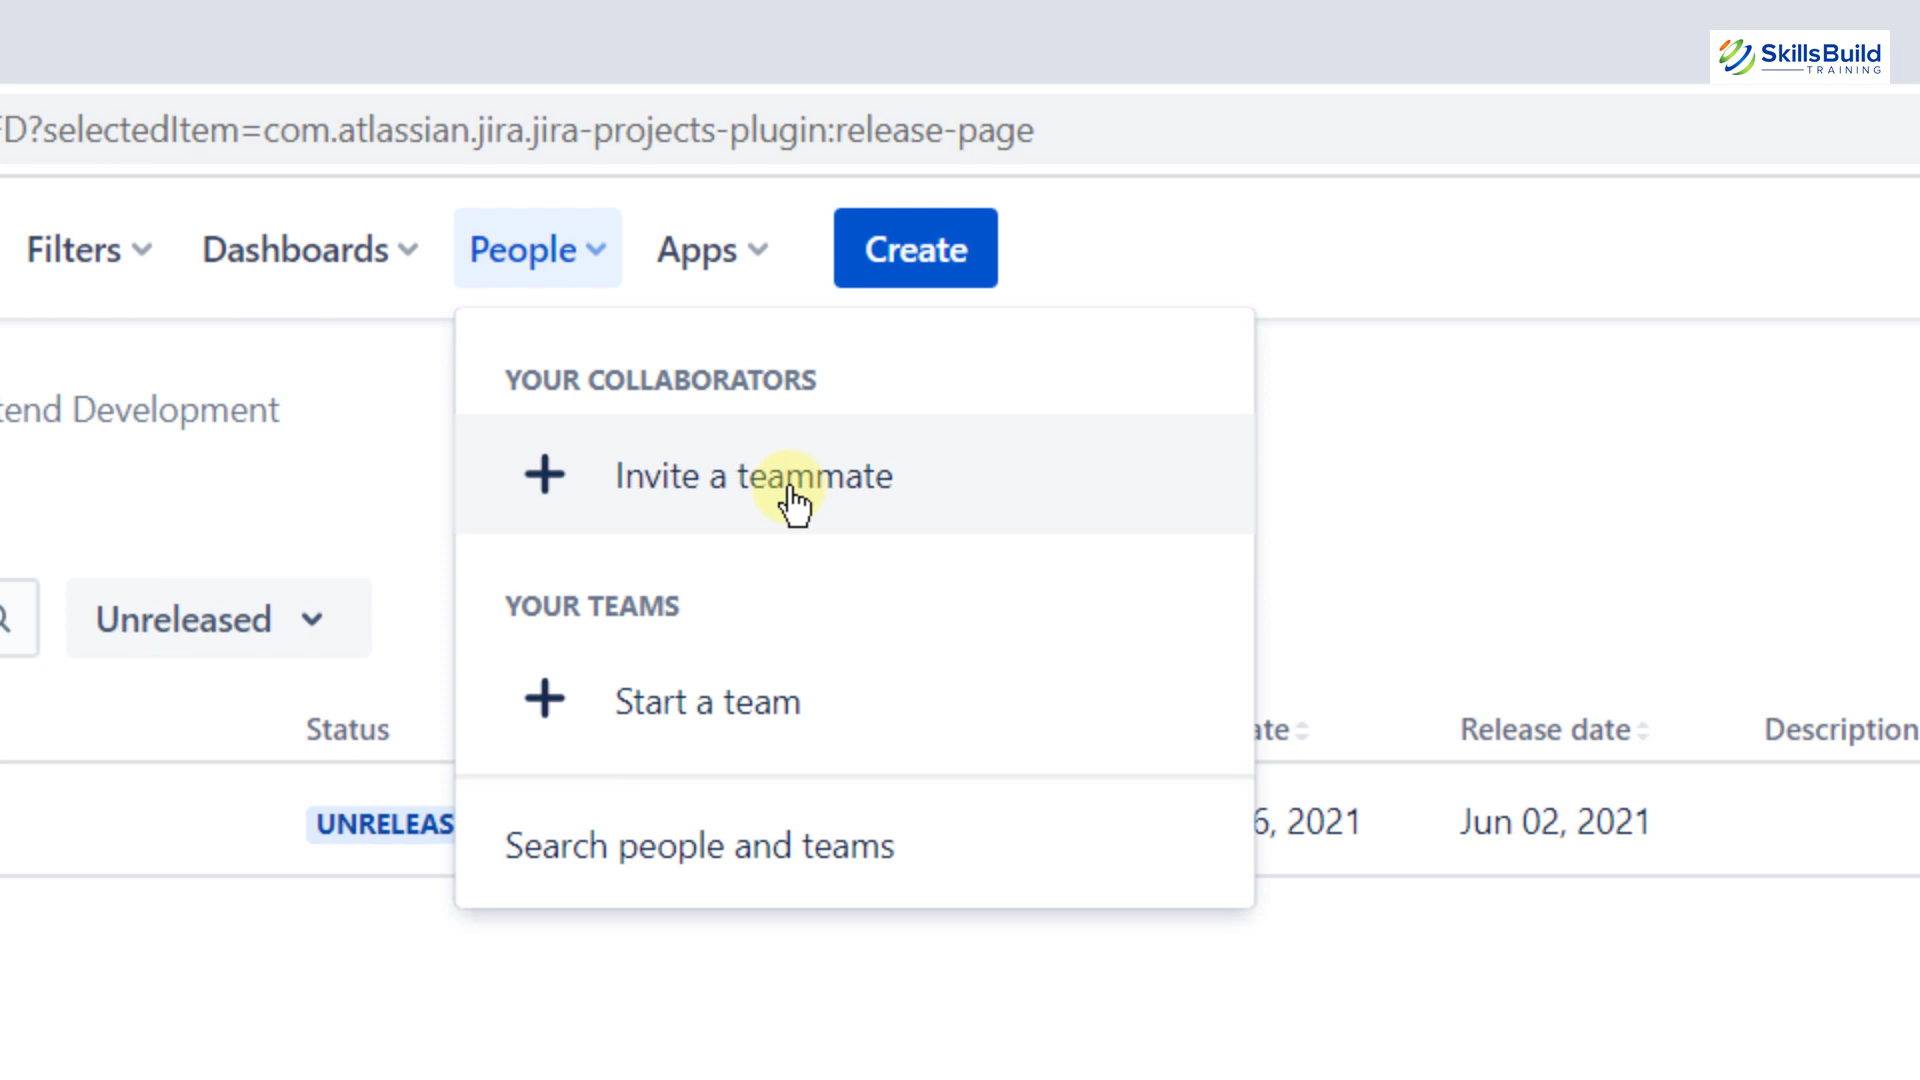 SkillsBuild
TRAINING
D?selectedItem=com.atlassian.jira.jira-projects-plugin:release-page
Filters Dashboards People Apps Create
YOUR COLLABORATORS
tend Development
Invite a teammate
YOUR TEAMS
Unreleased
Start a team
Status ate Release date Description
UNRELEAS 6, 2021 Jun 02, 2021
Search people and teams